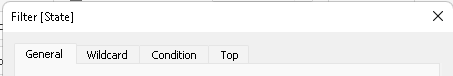 Filter [State]
General Wildcard Condition Top